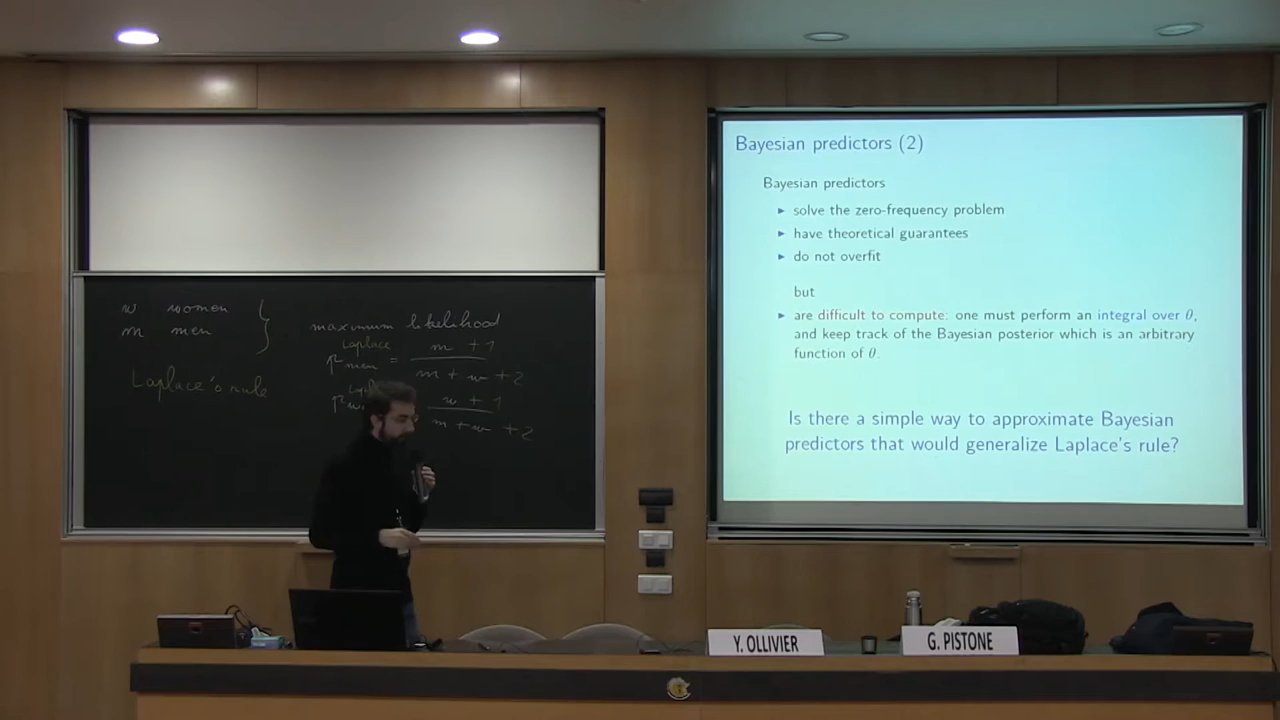 w women
m men
Laplace's rule
maximum likelihood
Laplace
p men = m + 1
m + w + 2
w + 1
m + w + 2
Bayesian predictors (2)
Bayesian predictors
▸ solve the zero-frequency problem
▸ have theoretical guarantees
▸ do not overfit
but
▸ are difficult to compute: one must perform an integral over θ,
and keep track of the Bayesian posterior which is an arbitrary
function of θ.
Is there a simple way to approximate Bayesian
predictors that would generalize Laplace's rule?
Y. OLLIVIER
G. PISTONE